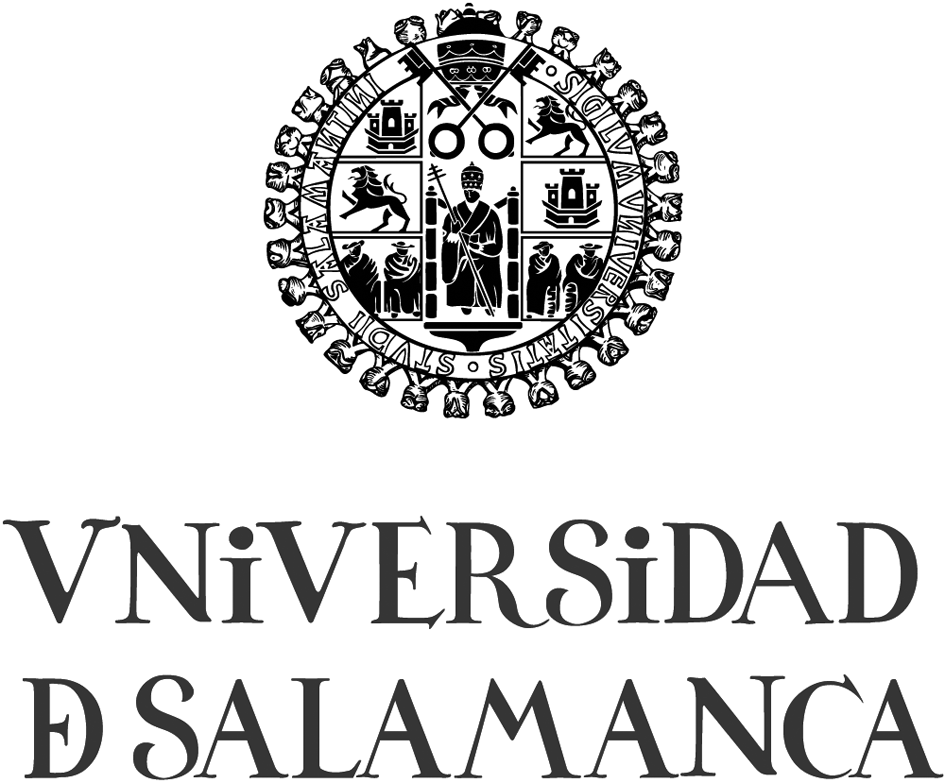 · SIGILVM VNIVERSITATIS · STVDII SALAMANTINI
VNiVERSiDAD
D SALAMANCA